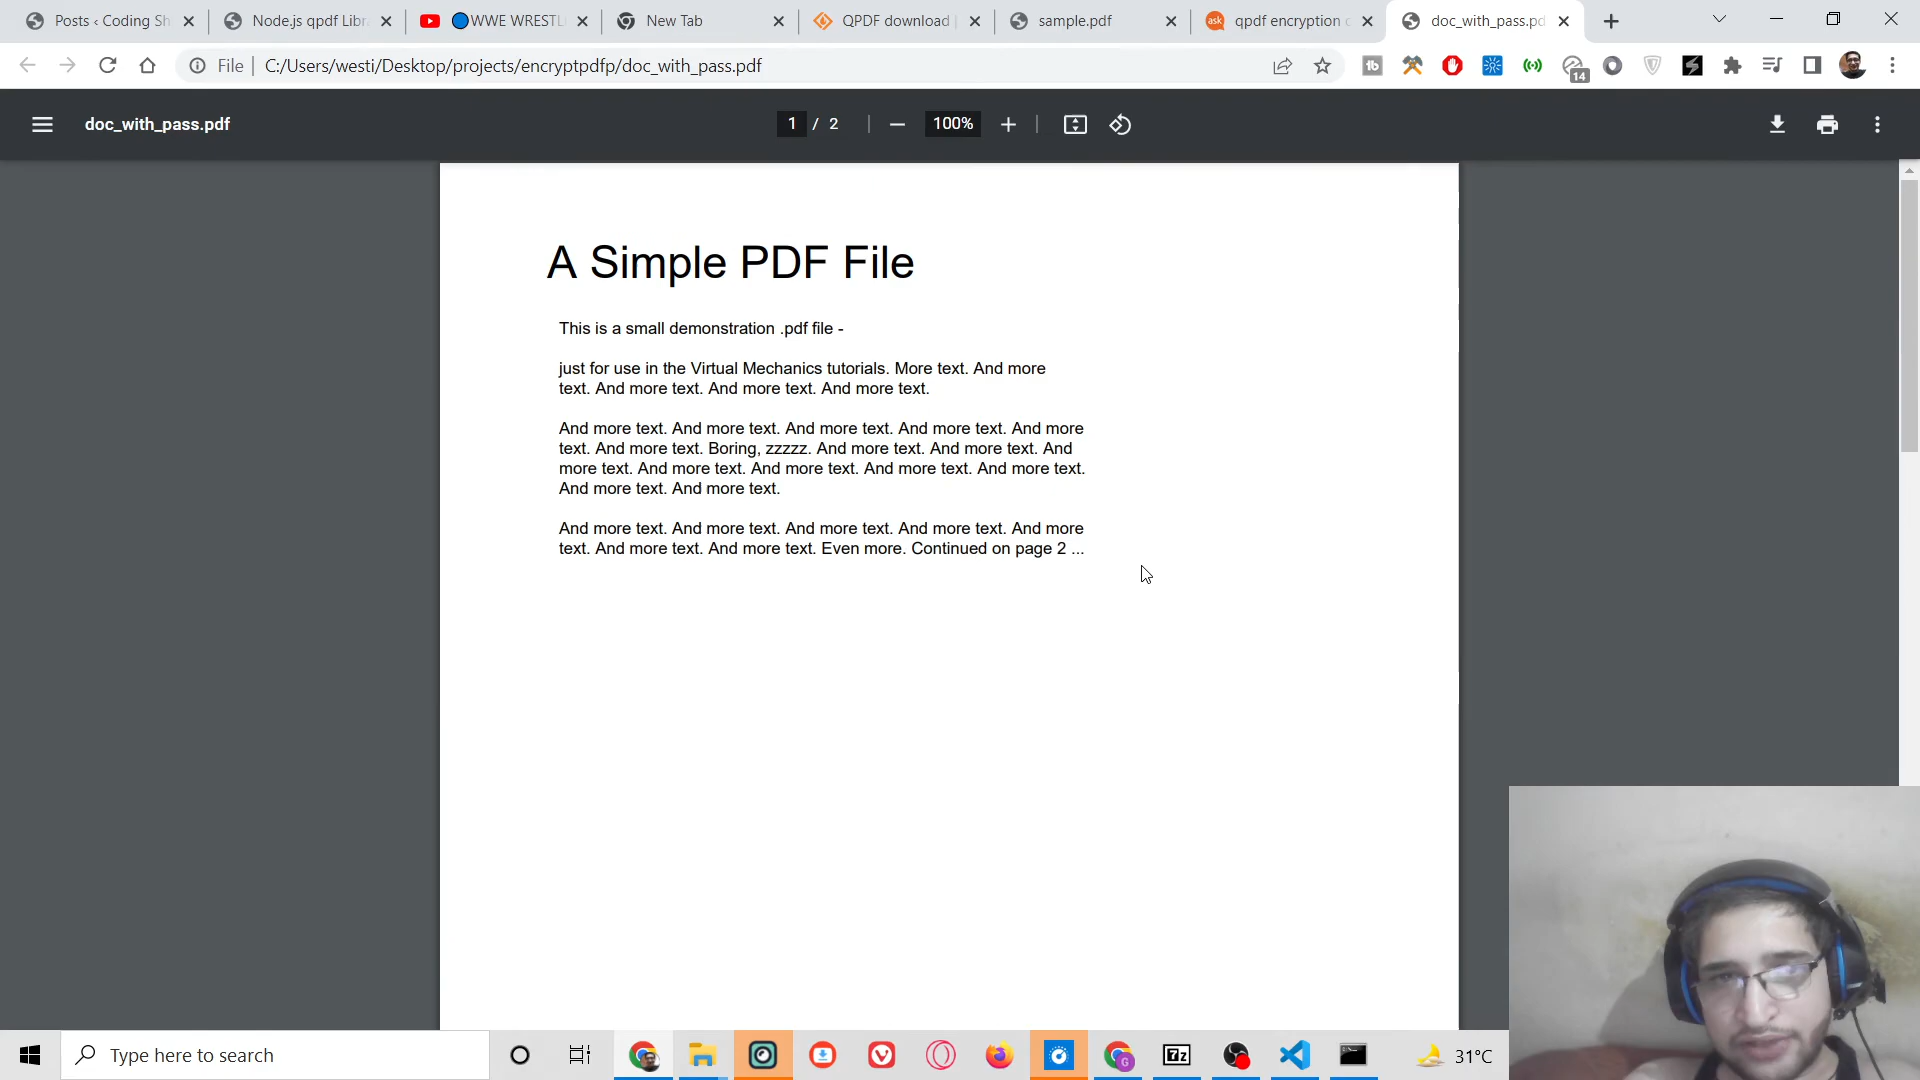 Posts ‹ Coding Sh
Node.js qpdf Libr
WWE WRESTL
New Tab
QPDF download |
sample.pdf
ask
qpdf encryption
doc_with_pass.pd
File
C:/Users/westi/Desktop/projects/encryptpdfp/doc_with_pass.pdf
tb
14
doc_with_pass.pdf
1 / 2
100%
A Simple PDF File
This is a small demonstration .pdf file -
just for use in the Virtual Mechanics tutorials. More text. And more
text. And more text. And more text. And more text.
And more text. And more text. And more text. And more text. And more
text. And more text. Boring, zzzzz. And more text. And more text. And
more text. And more text. And more text. And more text. And more text.
And more text. And more text.
And more text. And more text. And more text. And more text. And more
text. And more text. And more text. Even more. Continued on page 2 ...
Type here to search
G
7z
31°C